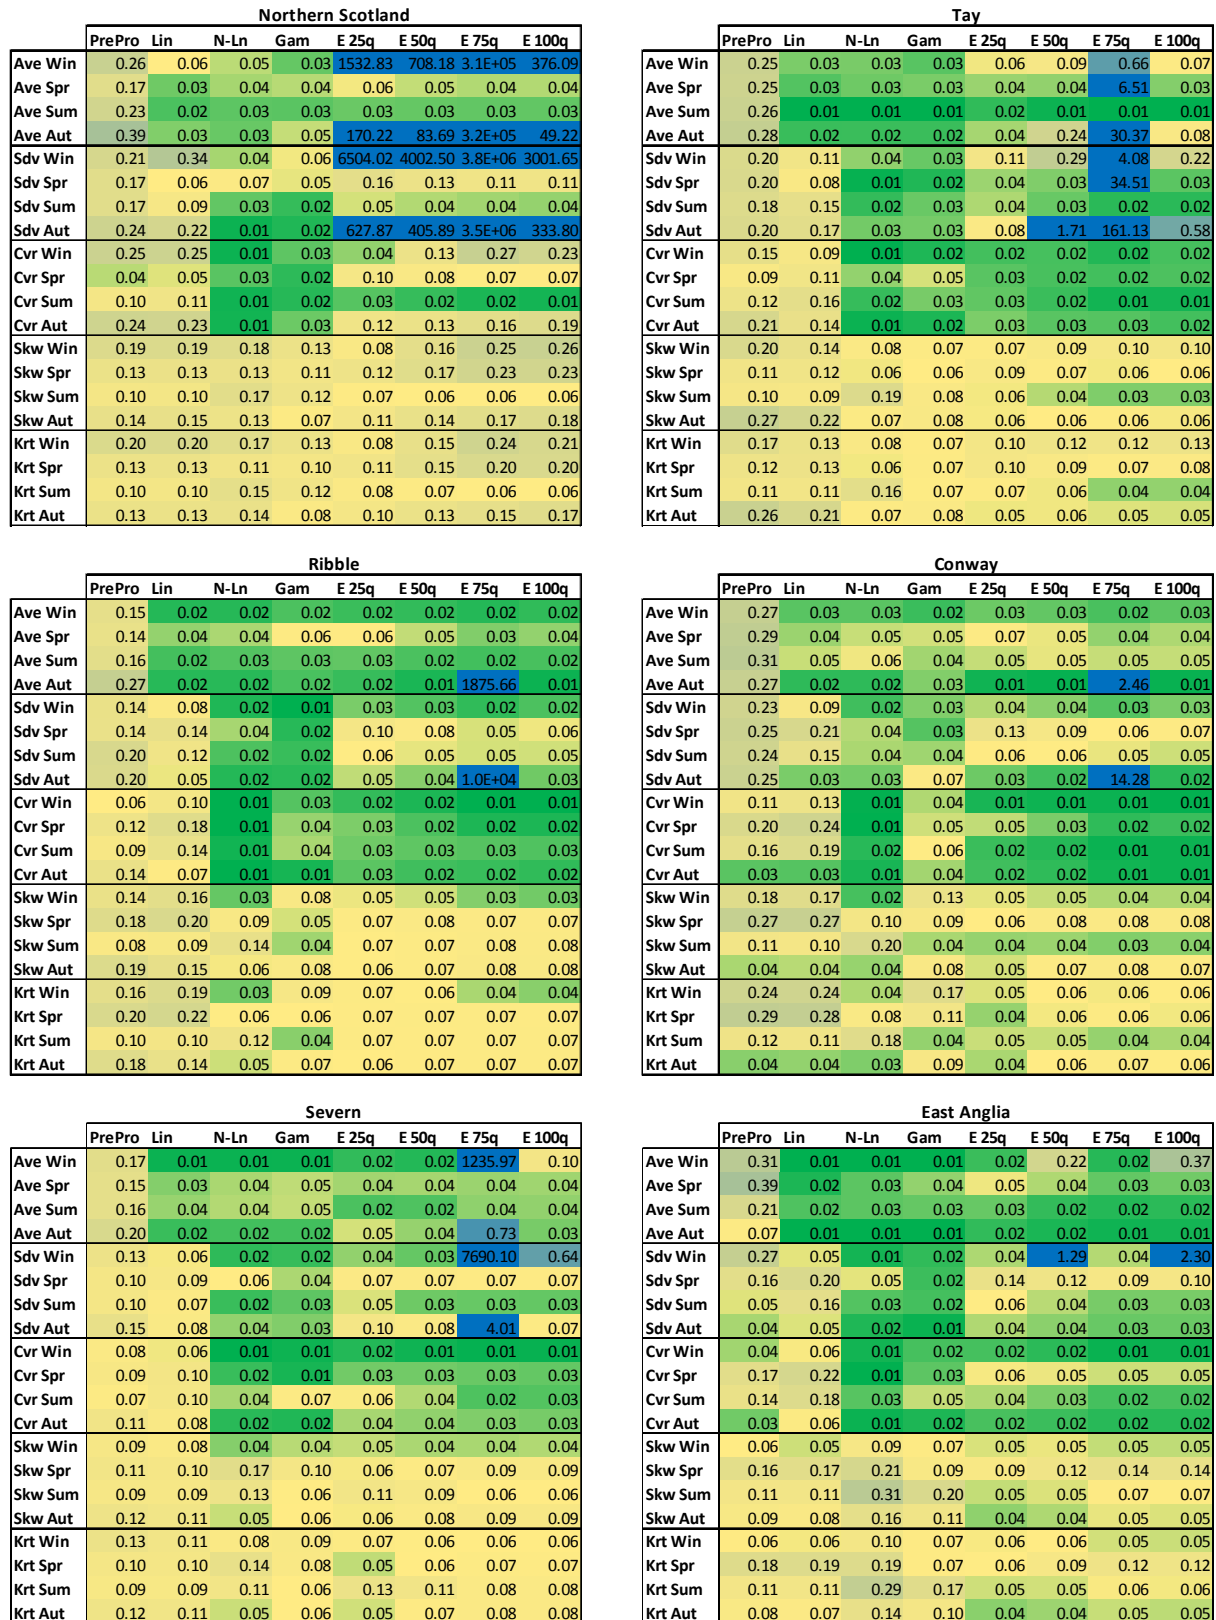 Northern Scotland
PrePro Lin N-Ln Gam E 25q E 50q E 75q E 100q
Ave Win 0.26 0.06 0.05 0.03 1532.83 708.18 3.1E+05 376.09
Ave Spr 0.17 0.03 0.04 0.04 0.06 0.05 0.04 0.04
Ave Sum 0.23 0.02 0.03 0.03 0.03 0.03 0.03 0.03
Ave Aut 0.39 0.03 0.03 0.05 170.22 83.69 3.2E+05 49.22
Sdv Win 0.21 0.34 0.04 0.06 6504.02 4002.50 3.8E+06 3001.65
Sdv Spr 0.17 0.06 0.07 0.05 0.16 0.13 0.11 0.11
Sdv Sum 0.17 0.09 0.03 0.02 0.05 0.04 0.04 0.04
Sdv Aut 0.24 0.22 0.01 0.02 627.87 405.89 3.5E+06 333.80
Cvr Win 0.25 0.25 0.01 0.03 0.04 0.13 0.27 0.23
Cvr Spr 0.04 0.05 0.03 0.02 0.10 0.08 0.07 0.07
Cvr Sum 0.10 0.11 0.01 0.02 0.03 0.02 0.02 0.01
Cvr Aut 0.24 0.23 0.01 0.03 0.12 0.13 0.16 0.19
Skw Win 0.19 0.19 0.18 0.13 0.08 0.16 0.25 0.26
Skw Spr 0.13 0.13 0.13 0.11 0.12 0.17 0.23 0.23
Skw Sum 0.10 0.10 0.17 0.12 0.07 0.06 0.06 0.06
Skw Aut 0.14 0.15 0.13 0.07 0.11 0.14 0.17 0.18
Krt Win 0.20 0.20 0.17 0.13 0.08 0.15 0.24 0.21
Krt Spr 0.13 0.13 0.11 0.10 0.11 0.15 0.20 0.20
Krt Sum 0.10 0.10 0.15 0.12 0.08 0.07 0.06 0.06
Krt Aut 0.13 0.13 0.14 0.08 0.10 0.13 0.15 0.17
Tay
PrePro Lin N-Ln Gam E 25q E 50q E 75q E 100q
Ave Win 0.25 0.03 0.03 0.03 0.06 0.09 0.66 0.07
Ave Spr 0.25 0.03 0.03 0.03 0.04 0.04 6.51 0.03
Ave Sum 0.26 0.01 0.01 0.01 0.02 0.01 0.01 0.01
Ave Aut 0.28 0.02 0.02 0.02 0.04 0.24 30.37 0.08
Sdv Win 0.20 0.11 0.04 0.03 0.11 0.29 4.08 0.22
Sdv Spr 0.20 0.08 0.01 0.02 0.04 0.03 34.51 0.03
Sdv Sum 0.18 0.15 0.02 0.03 0.04 0.03 0.02 0.02
Sdv Aut 0.20 0.17 0.03 0.03 0.08 1.71 161.13 0.58
Cvr Win 0.15 0.09 0.01 0.02 0.02 0.02 0.02 0.02
Cvr Spr 0.09 0.11 0.04 0.05 0.03 0.02 0.02 0.02
Cvr Sum 0.12 0.16 0.02 0.03 0.03 0.02 0.01 0.01
Cvr Aut 0.21 0.14 0.01 0.02 0.03 0.03 0.03 0.02
Skw Win 0.20 0.14 0.08 0.07 0.07 0.09 0.10 0.10
Skw Spr 0.11 0.12 0.06 0.06 0.09 0.07 0.06 0.06
Skw Sum 0.10 0.09 0.19 0.08 0.06 0.04 0.03 0.03
Skw Aut 0.27 0.22 0.07 0.08 0.06 0.06 0.06 0.06
Krt Win 0.17 0.13 0.08 0.07 0.10 0.12 0.12 0.13
Krt Spr 0.12 0.13 0.06 0.07 0.10 0.09 0.07 0.08
Krt Sum 0.11 0.11 0.16 0.07 0.07 0.06 0.04 0.04
Krt Aut 0.26 0.21 0.07 0.08 0.05 0.06 0.05 0.05
Ribble
PrePro Lin N-Ln Gam E 25q E 50q E 75q E 100q
Ave Win 0.15 0.02 0.02 0.02 0.02 0.02 0.02 0.02
Ave Spr 0.14 0.04 0.04 0.06 0.06 0.05 0.03 0.04
Ave Sum 0.16 0.02 0.03 0.03 0.03 0.02 0.02 0.02
Ave Aut 0.27 0.02 0.02 0.02 0.02 0.01 1875.66 0.01
Sdv Win 0.14 0.08 0.02 0.01 0.03 0.03 0.02 0.02
Sdv Spr 0.14 0.14 0.04 0.02 0.10 0.08 0.05 0.06
Sdv Sum 0.20 0.12 0.02 0.02 0.06 0.05 0.05 0.05
Sdv Aut 0.20 0.05 0.02 0.02 0.05 0.04 1.0E+04 0.03
Cvr Win 0.06 0.10 0.01 0.03 0.02 0.02 0.01 0.01
Cvr Spr 0.12 0.18 0.01 0.04 0.03 0.02 0.02 0.02
Cvr Sum 0.09 0.14 0.01 0.04 0.03 0.03 0.03 0.03
Cvr Aut 0.14 0.07 0.01 0.01 0.03 0.02 0.02 0.02
Skw Win 0.14 0.16 0.03 0.08 0.05 0.05 0.03 0.03
Skw Spr 0.18 0.20 0.09 0.05 0.07 0.08 0.07 0.07
Skw Sum 0.08 0.09 0.14 0.04 0.07 0.07 0.08 0.08
Skw Aut 0.19 0.15 0.06 0.08 0.06 0.07 0.08 0.08
Krt Win 0.16 0.19 0.03 0.09 0.07 0.06 0.04 0.04
Krt Spr 0.20 0.22 0.06 0.06 0.07 0.07 0.07 0.07
Krt Sum 0.10 0.10 0.12 0.04 0.07 0.07 0.07 0.07
Krt Aut 0.18 0.14 0.05 0.07 0.06 0.07 0.07 0.07
Conway
PrePro Lin N-Ln Gam E 25q E 50q E 75q E 100q
Ave Win 0.27 0.03 0.03 0.02 0.03 0.03 0.02 0.03
Ave Spr 0.29 0.04 0.05 0.05 0.07 0.05 0.04 0.04
Ave Sum 0.31 0.05 0.06 0.04 0.05 0.05 0.05 0.05
Ave Aut 0.27 0.02 0.02 0.03 0.01 0.01 2.46 0.01
Sdv Win 0.23 0.09 0.02 0.03 0.04 0.04 0.03 0.03
Sdv Spr 0.25 0.21 0.04 0.03 0.13 0.09 0.06 0.07
Sdv Sum 0.24 0.15 0.04 0.04 0.06 0.06 0.05 0.05
Sdv Aut 0.25 0.03 0.03 0.07 0.03 0.02 14.28 0.02
Cvr Win 0.11 0.13 0.01 0.04 0.01 0.01 0.01 0.01
Cvr Spr 0.20 0.24 0.01 0.05 0.05 0.03 0.02 0.02
Cvr Sum 0.16 0.19 0.02 0.06 0.02 0.02 0.01 0.01
Cvr Aut 0.03 0.03 0.01 0.04 0.02 0.02 0.01 0.01
Skw Win 0.18 0.17 0.02 0.13 0.05 0.05 0.04 0.04
Skw Spr 0.27 0.27 0.10 0.09 0.06 0.08 0.08 0.08
Skw Sum 0.11 0.10 0.20 0.04 0.04 0.04 0.03 0.04
Skw Aut 0.04 0.04 0.04 0.08 0.05 0.07 0.08 0.07
Krt Win 0.24 0.24 0.04 0.17 0.05 0.06 0.06 0.06
Krt Spr 0.29 0.28 0.08 0.11 0.04 0.06 0.06 0.06
Krt Sum 0.12 0.11 0.18 0.04 0.05 0.05 0.04 0.04
Krt Aut 0.04 0.04 0.03 0.09 0.04 0.06 0.07 0.06
Severn
PrePro Lin N-Ln Gam E 25q E 50q E 75q E 100q
Ave Win 0.17 0.01 0.01 0.01 0.02 0.02 1235.97 0.10
Ave Spr 0.15 0.03 0.04 0.05 0.04 0.04 0.04 0.04
Ave Sum 0.16 0.04 0.04 0.05 0.02 0.02 0.04 0.04
Ave Aut 0.20 0.02 0.02 0.02 0.05 0.04 0.73 0.03
Sdv Win 0.13 0.06 0.02 0.02 0.04 0.03 7690.10 0.64
Sdv Spr 0.10 0.09 0.06 0.04 0.07 0.07 0.07 0.07
Sdv Sum 0.10 0.07 0.02 0.03 0.05 0.03 0.03 0.03
Sdv Aut 0.15 0.08 0.04 0.03 0.10 0.08 4.01 0.07
Cvr Win 0.08 0.06 0.01 0.01 0.02 0.01 0.01 0.01
Cvr Spr 0.09 0.10 0.02 0.01 0.03 0.03 0.03 0.03
Cvr Sum 0.07 0.10 0.04 0.07 0.06 0.04 0.02 0.03
Cvr Aut 0.11 0.08 0.02 0.02 0.04 0.04 0.03 0.03
Skw Win 0.09 0.08 0.04 0.04 0.05 0.04 0.04 0.04
Skw Spr 0.11 0.10 0.17 0.10 0.06 0.07 0.09 0.09
Skw Sum 0.09 0.09 0.13 0.06 0.11 0.09 0.06 0.06
Skw Aut 0.12 0.11 0.05 0.06 0.06 0.08 0.09 0.09
Krt Win 0.13 0.11 0.08 0.09 0.07 0.06 0.06 0.06
Krt Spr 0.10 0.10 0.14 0.08 0.05 0.06 0.07 0.07
Krt Sum 0.09 0.09 0.11 0.06 0.13 0.11 0.08 0.08
Krt Aut 0.12 0.11 0.05 0.06 0.05 0.07 0.08 0.08
East Anglia
PrePro Lin N-Ln Gam E 25q E 50q E 75q E 100q
Ave Win 0.31 0.01 0.01 0.01 0.02 0.22 0.02 0.37
Ave Spr 0.39 0.02 0.03 0.04 0.05 0.04 0.03 0.03
Ave Sum 0.21 0.02 0.03 0.03 0.03 0.02 0.02 0.02
Ave Aut 0.07 0.01 0.01 0.01 0.02 0.02 0.01 0.01
Sdv Win 0.27 0.05 0.01 0.02 0.04 1.29 0.04 2.30
Sdv Spr 0.16 0.20 0.05 0.02 0.14 0.12 0.09 0.10
Sdv Sum 0.05 0.16 0.03 0.02 0.06 0.04 0.03 0.03
Sdv Aut 0.04 0.05 0.02 0.01 0.04 0.04 0.03 0.03
Cvr Win 0.04 0.06 0.01 0.01 0.02 0.02 0.01 0.01
Cvr Spr 0.17 0.22 0.01 0.03 0.06 0.05 0.05 0.05
Cvr Sum 0.14 0.18 0.03 0.05 0.04 0.03 0.02 0.02
Cvr Aut 0.03 0.06 0.01 0.02 0.02 0.02 0.02 0.02
Skw Win 0.06 0.05 0.09 0.07 0.05 0.05 0.05 0.05
Skw Spr 0.16 0.17 0.21 0.09 0.09 0.12 0.14 0.14
Skw Sum 0.11 0.11 0.31 0.20 0.05 0.05 0.07 0.07
Skw Aut 0.09 0.08 0.16 0.11 0.04 0.04 0.05 0.05
Krt Win 0.06 0.06 0.10 0.07 0.06 0.06 0.05 0.05
Krt Spr 0.18 0.19 0.19 0.07 0.06 0.09 0.12 0.12
Krt Sum 0.11 0.11 0.29 0.17 0.05 0.05 0.06 0.06
Krt Aut 0.08 0.07 0.14 0.10 0.04 0.04 0.05 0.05